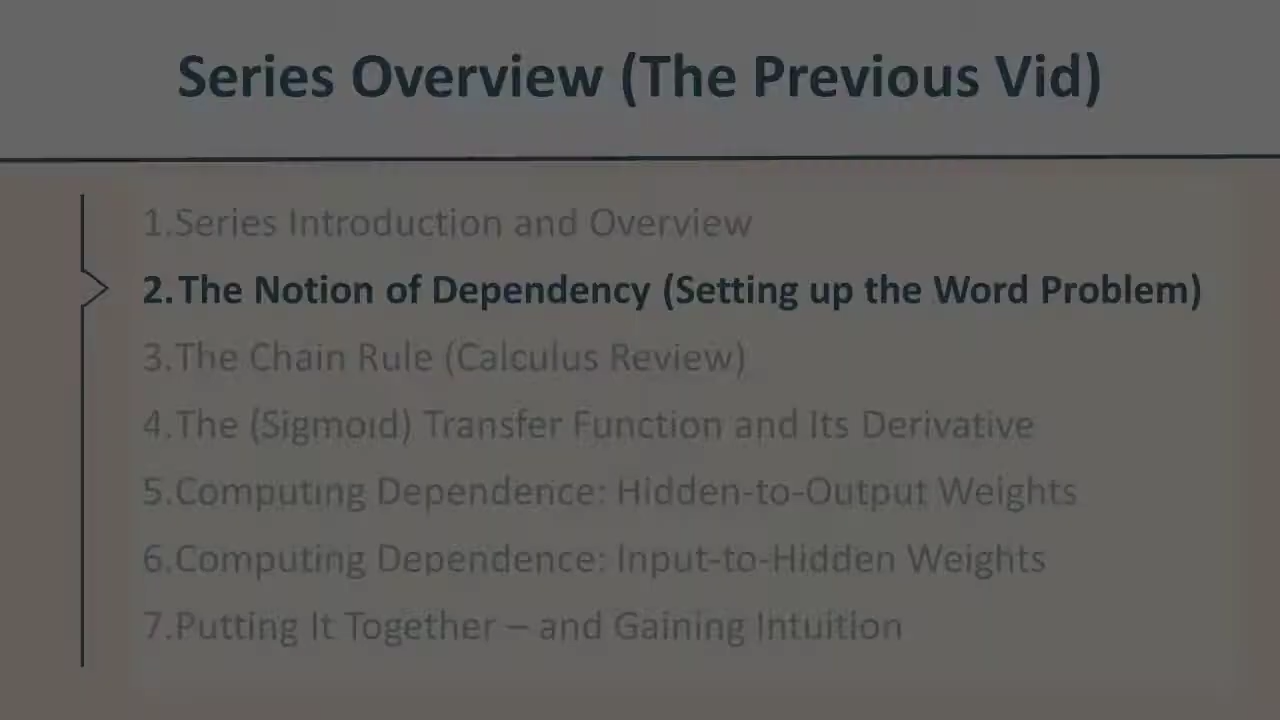 Series Overview (The Previous Vid)
1. Series Introduction and Overview
2. The Notion of Dependency (Setting up the Word Problem)
3. The Chain Rule (Calculus Review)
4. The (Sigmoid) Transfer Function and Its Derivative
5. Computing Dependence: Hidden-to-Output Weights
6. Computing Dependence: Input-to-Hidden Weights
7. Putting It Together – and Gaining Intuition